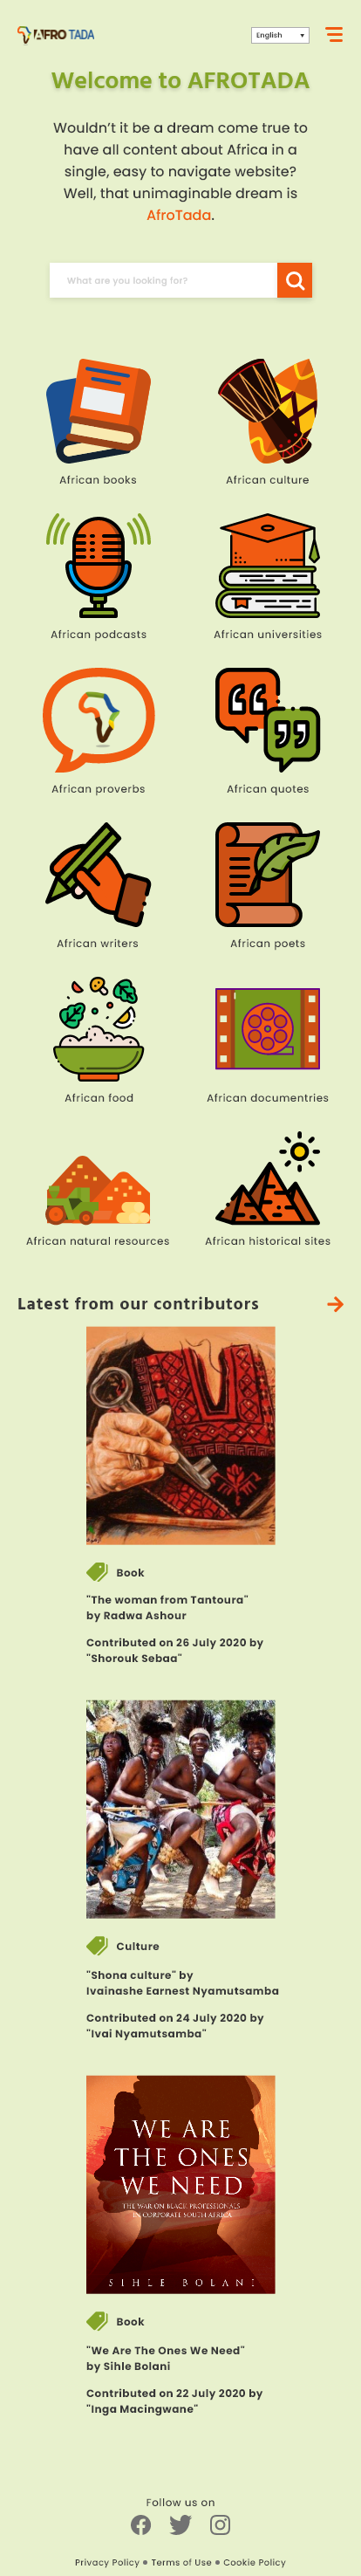 AFRO TADA
English
Welcome to AFROTADA
Wouldn't it be a dream come true to
have all content about Africa in a
single, easy to navigate website?
Well, that unimaginable dream is
AfroTada.
What are you looking for?
African books
African culture
African podcasts
African universities
African proverbs
African quotes
African writers
African poets
African food
African documentries
African natural resources
African historical sites
Latest from our contributors
Book
"The woman from Tantoura"
by Radwa Ashour
Contributed on 26 July 2020 by
"Shorouk Sebaa"
Culture
"Shona culture" by
Ivainashe Earnest Nyamutsamba
Contributed on 24 July 2020 by
"Ivai Nyamutsamba"
WE ARE
THE ONES
WE NEED
THE WAR ON BLACK PROFESSIONALS
IN CORPORATE SOUTH AFRICA
SIHLE BOLANI
Book
"We Are The Ones We Need"
by Sihle Bolani
Contributed on 22 July 2020 by
"Inga Macingwane"
Follow us on
Privacy Policy • Terms of Use • Cookie Policy